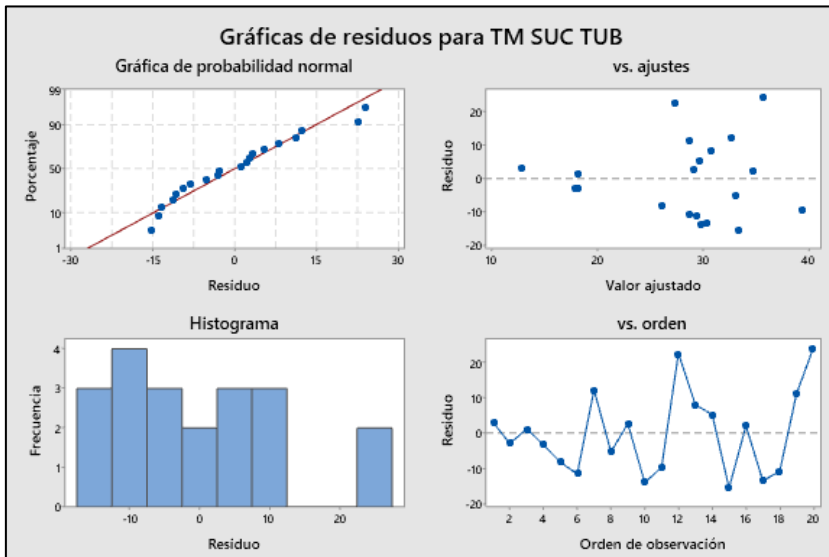 Gráficas de residuos para TM SUC TUB
Gráfica de probabilidad normal
Porcentaje
99
90
50
10
1
-30 -15 0 15 30
Residuo
vs. ajustes
Residuo
20
10
0
-10
-20
10 20 30 40
Valor ajustado
Histograma
Frecuencia
4
3
2
1
0
-10 0 10 20
Residuo
vs. orden
Residuo
20
10
0
-10
-20
2 4 6 8 10 12 14 16 18 20
Orden de observación